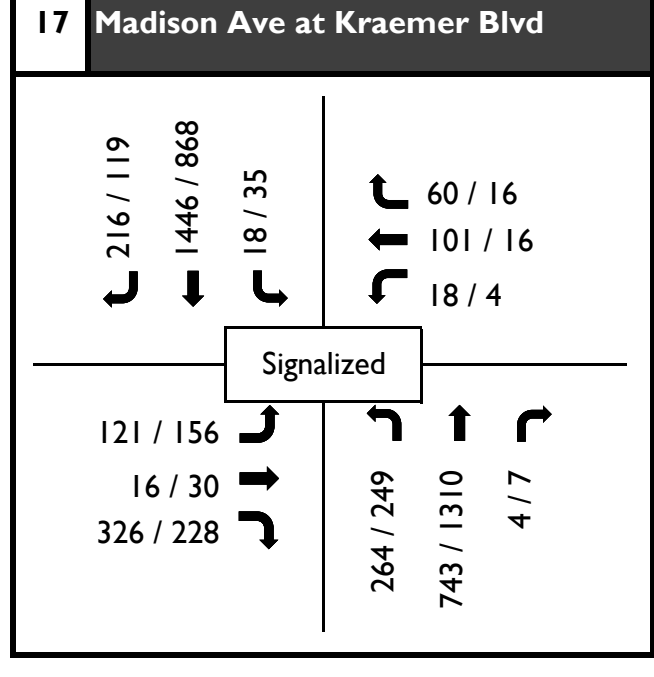 17 Madison Ave at Kraemer Blvd
216 / 119
1446 / 868
18 / 35
60 / 16
101 / 16
18 / 4
Signalized
121 / 156
16 / 30
326 / 228
264 / 249
743 / 1310
4 / 7